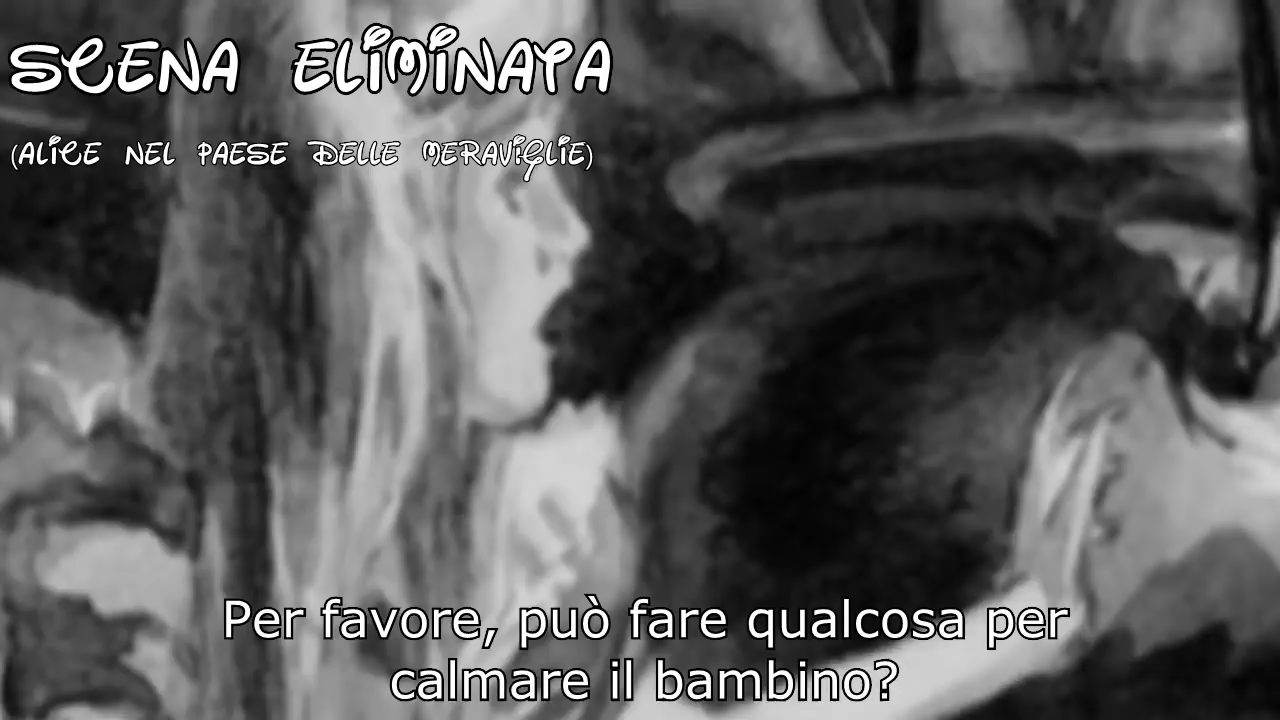 SCENA ELIMINATA
(ALICE NEL PAESE DELLE MERAVIGLIE)
Per favore, può fare qualcosa per
calmare il bambino?